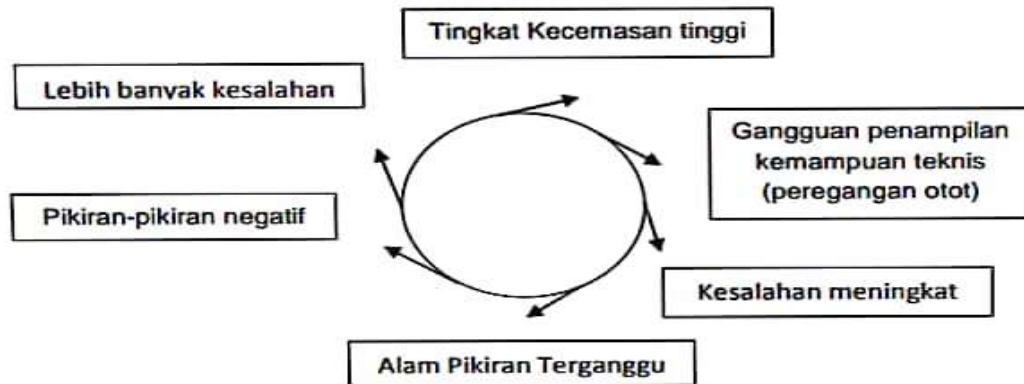 Tingkat Kecemasan tinggi
Lebih banyak kesalahan
Gangguan penampilan
kemampuan teknis
(peregangan otot)
Pikiran-pikiran negatif
Kesalahan meningkat
Alam Pikiran Terganggu